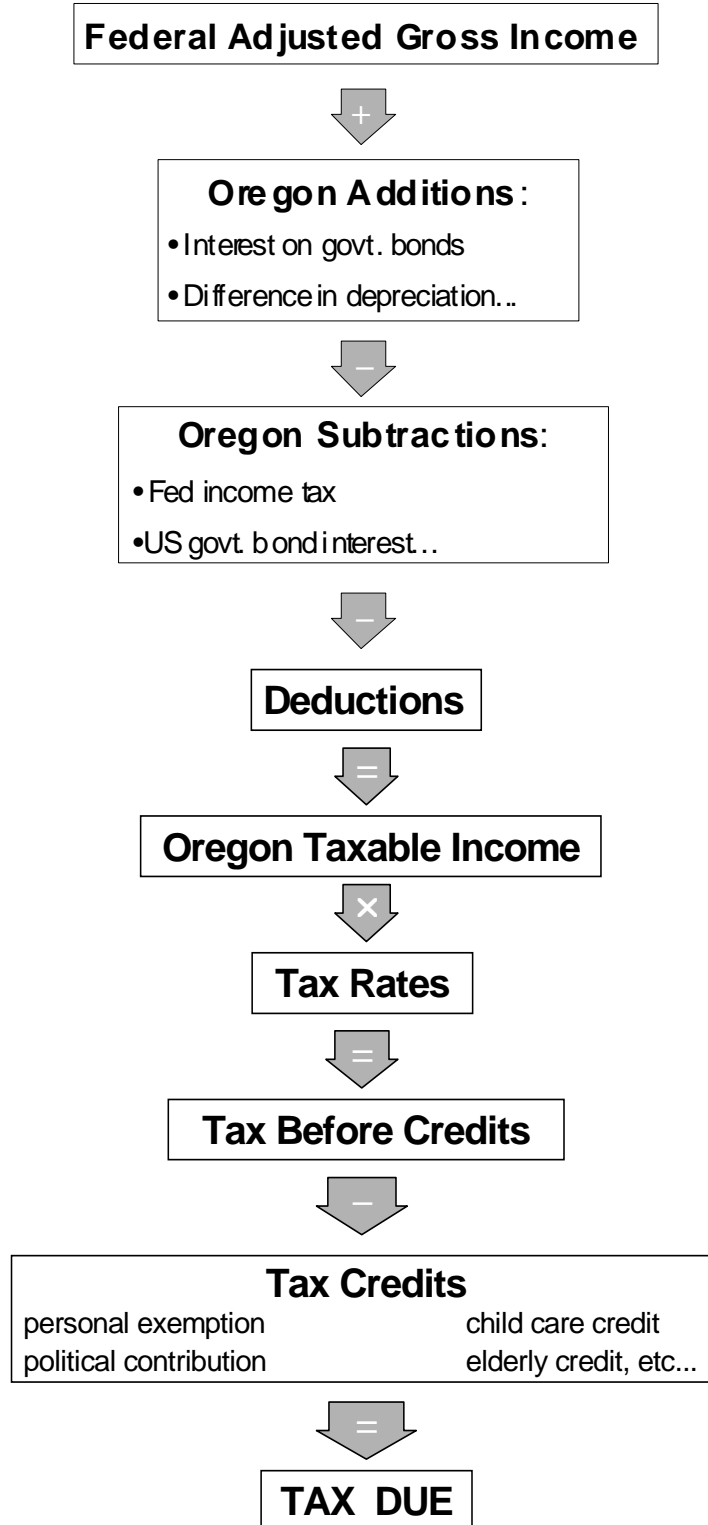 Federal Adjusted Gross Income
+
Oregon Additions:
• Interest on govt. bonds
• Difference in depreciation...
–
Oregon Subtractions:
• Fed income tax
•US govt. bond interest...
–
Deductions
=
Oregon Taxable Income
×
Tax Rates
=
Tax Before Credits
–
Tax Credits
personal exemption child care credit
political contribution elderly credit, etc...
=
TAX DUE